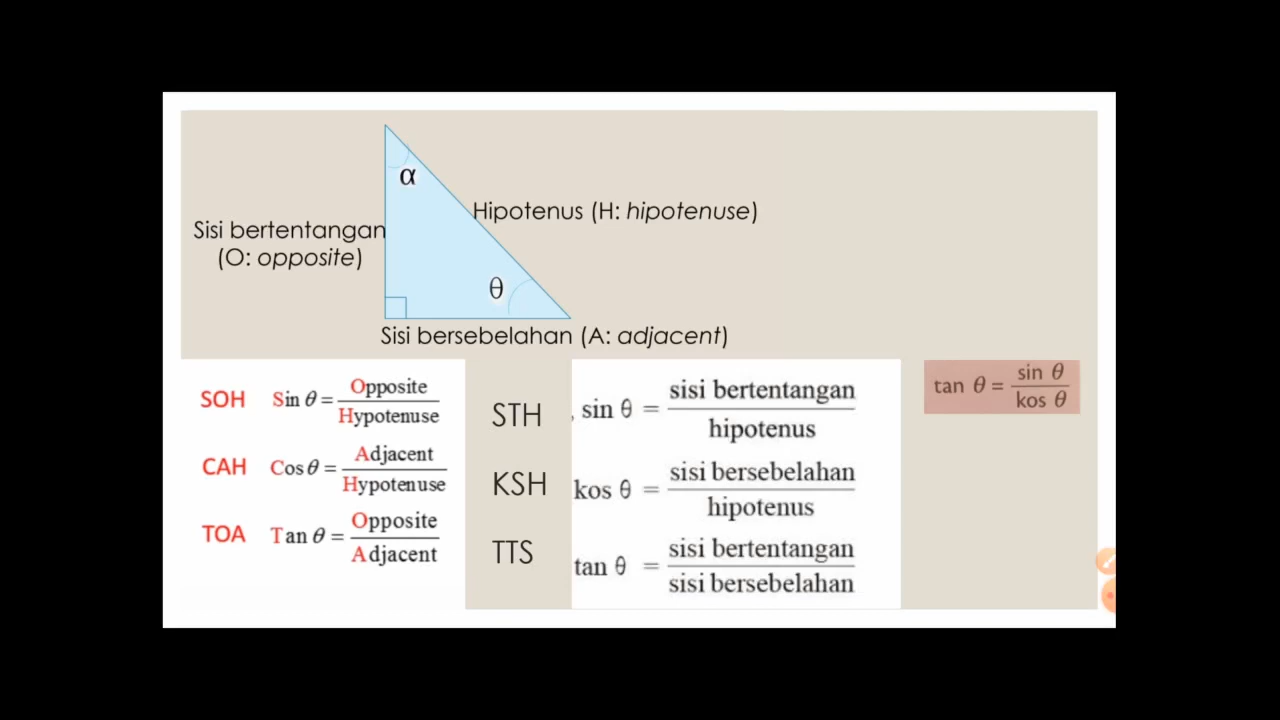 α
Hipotenus (H: hipotenuse)
Sisi bertentangan
(O: opposite)
θ
Sisi bersebelahan (A: adjacent)
SOH Sin θ = Opposite / Hypotenuse
CAH Cos θ = Adjacent / Hypotenuse
TOA Tan θ = Opposite / Adjacent
STH
KSH
TTS
, sin θ = sisi bertentangan / hipotenus
kos θ = sisi bersebelahan / hipotenus
tan θ = sisi bertentangan / sisi bersebelahan
tan θ = sin θ / kos θ